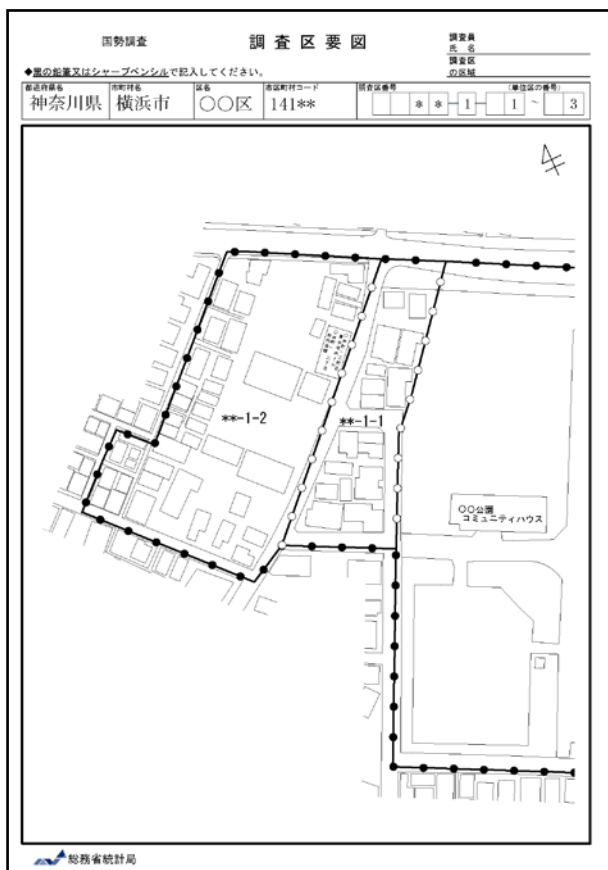 国勢調査
調査区要図
調査員
氏名
調査区
の区域
◆黒の鉛筆又はシャープペンシルで記入してください。
都道府県名 市町村名 区名 市区町村コード 調査区番号 (単位区の番号)
神奈川県 横浜市 〇〇区 141** * * - 1 - 1 ~ 3
**-1-2
**-1-1
〇〇公園
コミュニティハウス
総務省統計局